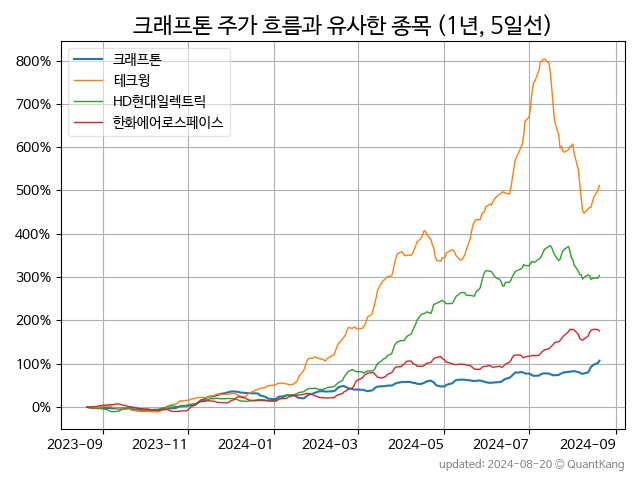 크래프톤 주가 흐름과 유사한 종목 (1년, 5일선)
크래프톤
테크윙
HD현대일렉트릭
한화에어로스페이스
800%
700%
600%
500%
400%
300%
200%
100%
0%
2023-09 2023-11 2024-01 2024-03 2024-05 2024-07 2024-09
updated: 2024-08-20 © QuantKang